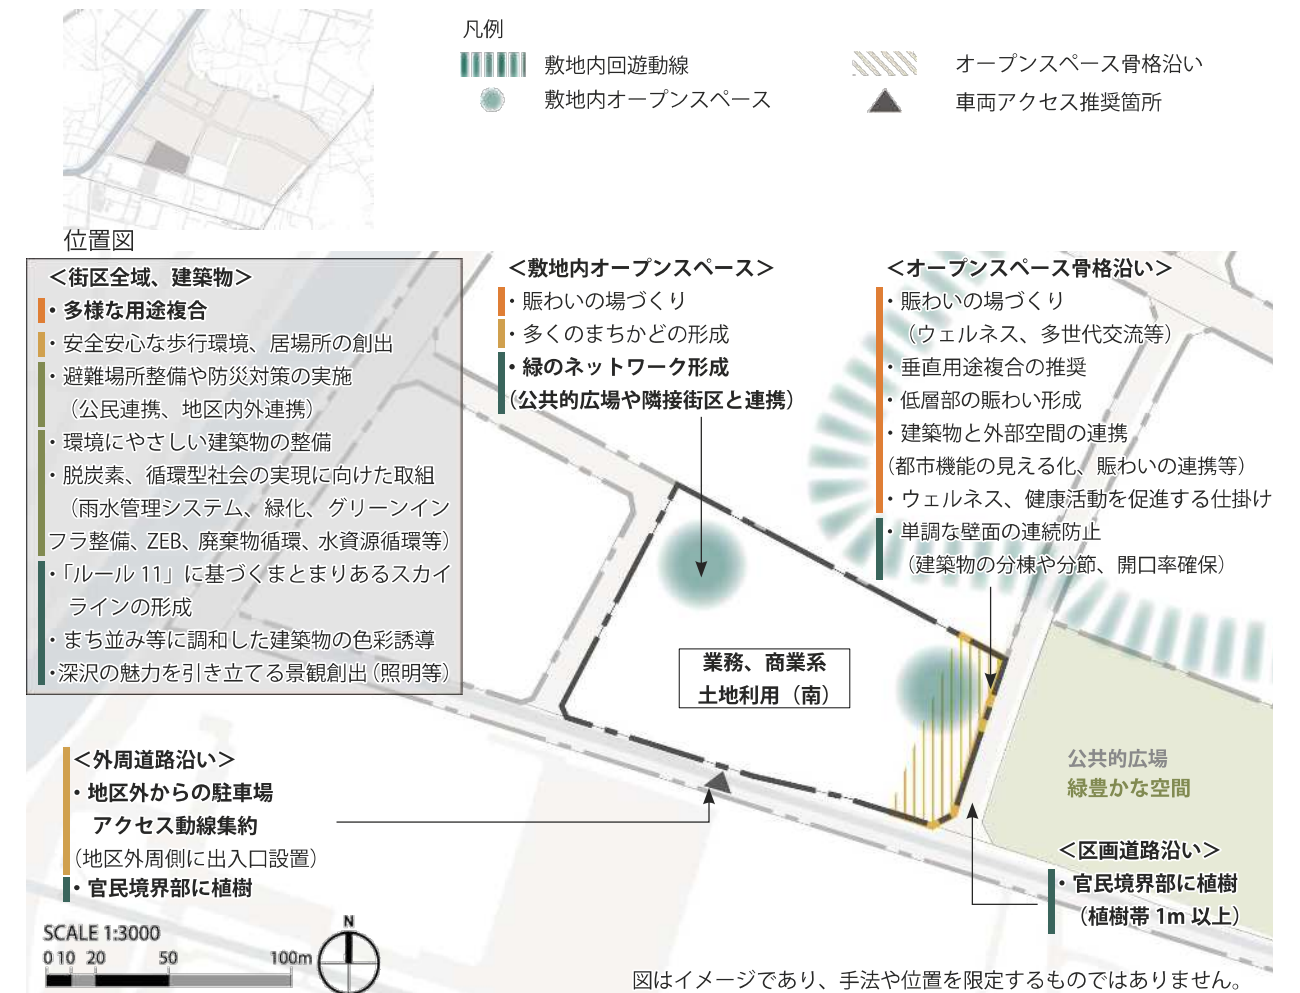 凡例
敷地内回遊動線
オープンスペース骨格沿い
敷地内オープンスペース
車両アクセス推奨箇所
位置図
＜街区全域、建築物＞
・多様な用途複合
・安全安心な歩行環境、居場所の創出
・避難場所整備や防災対策の実施
（公民連携、地区内外連携）
・環境にやさしい建築物の整備
・脱炭素、循環型社会の実現に向けた取組
（雨水管理システム、緑化、グリーンイン
フラ整備、ZEB、廃棄物循環、水資源循環等）
・「ルール 11」に基づくまとまりあるスカイ
ラインの形成
・まち並み等に調和した建築物の色彩誘導
・深沢の魅力を引き立てる景観創出（照明等）
＜敷地内オープンスペース＞
・賑わいの場づくり
・多くのまちかどの形成
・緑のネットワーク形成
（公共的広場や隣接街区と連携）
＜オープンスペース骨格沿い＞
・賑わいの場づくり
（ウェルネス、多世代交流等）
・垂直用途複合の推奨
・低層部の賑わい形成
・建築物と外部空間の連携
（都市機能の見える化、賑わいの連携等）
・ウェルネス、健康活動を促進する仕掛け
・単調な壁面の連続防止
（建築物の分棟や分節、開口率確保）
業務、商業系
土地利用（南）
公共的広場
緑豊かな空間
＜外周道路沿い＞
・地区外からの駐車場
アクセス動線集約
（地区外周側に出入口設置）
・官民境界部に植樹
＜区画道路沿い＞
・官民境界部に植樹
（植樹帯 1m 以上）
SCALE 1:3000
0 10 20 50 100m
N
図はイメージであり、手法や位置を限定するものではありません。